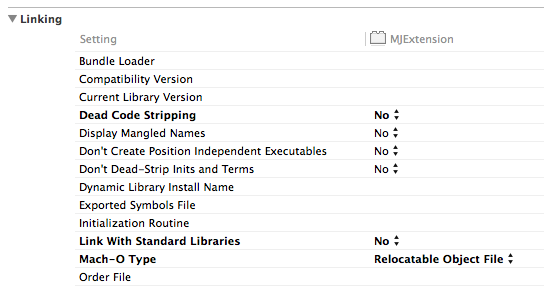 Linking
Setting MJExtension
Bundle Loader
Compatibility Version
Current Library Version
Dead Code Stripping No
Display Mangled Names No
Don't Create Position Independent Executables No
Don't Dead-Strip Inits and Terms No
Dynamic Library Install Name
Exported Symbols File
Initialization Routine
Link With Standard Libraries No
Mach-O Type Relocatable Object File
Order File